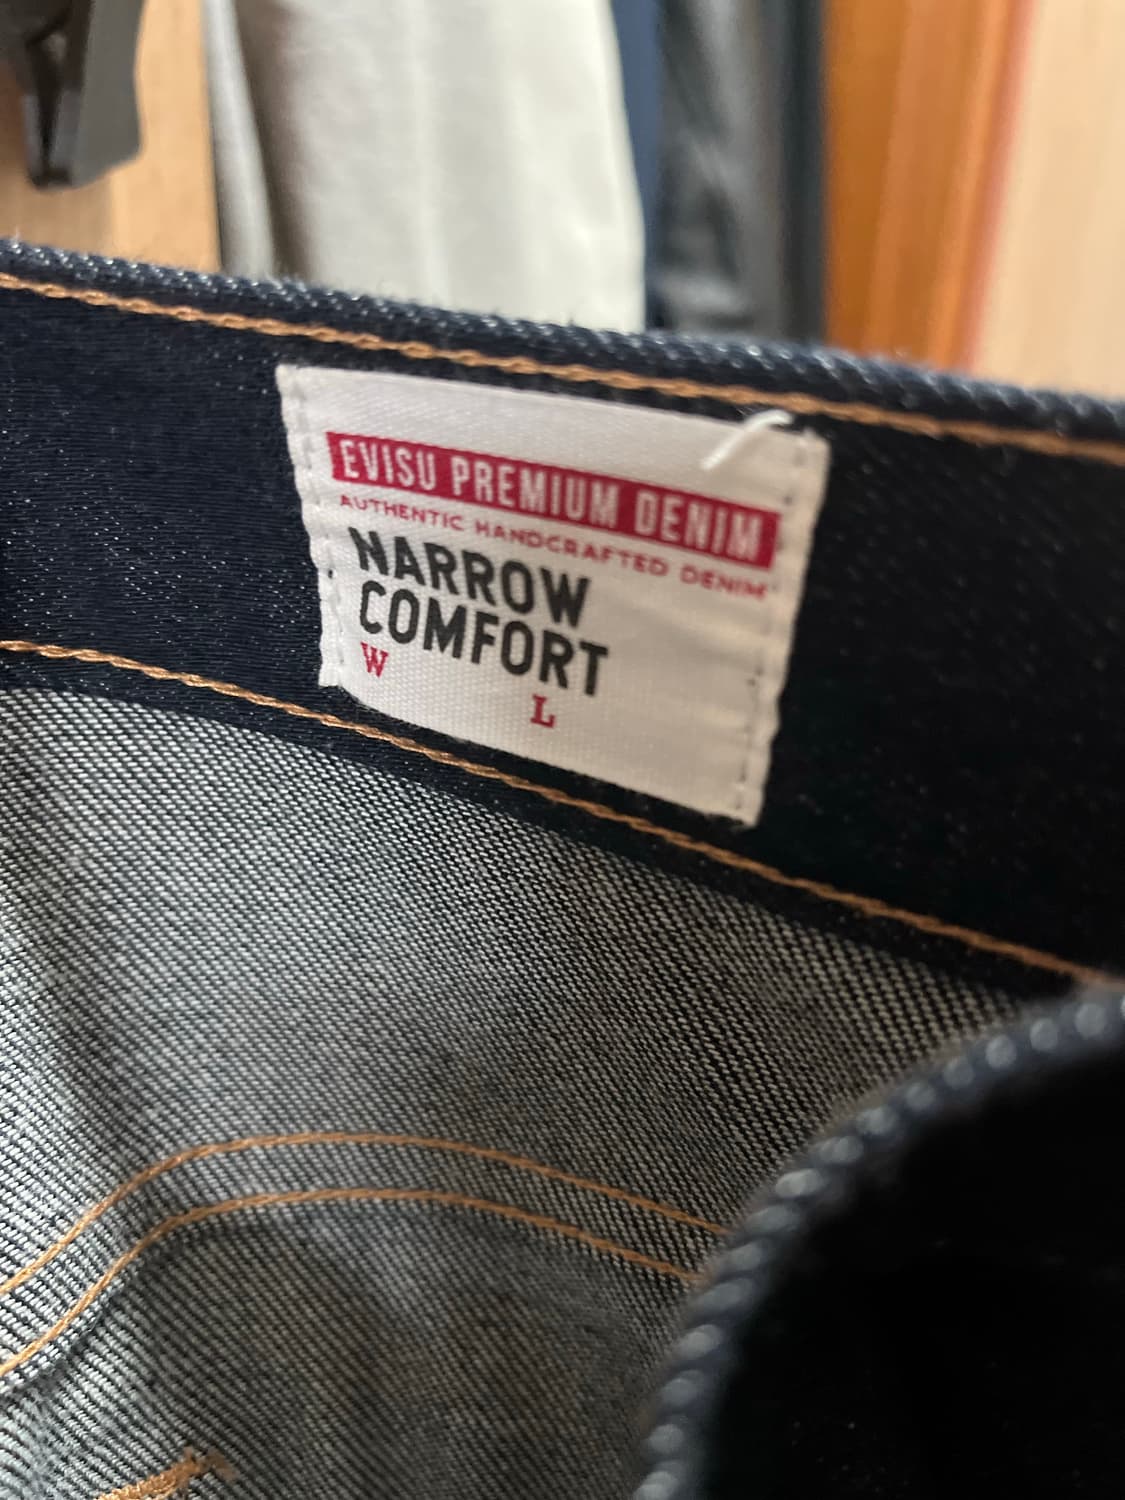 EVISU PREMIUM DENIM
AUTHENTIC HANDCRAFTED DENIM
NARROW
COMFORT
W L